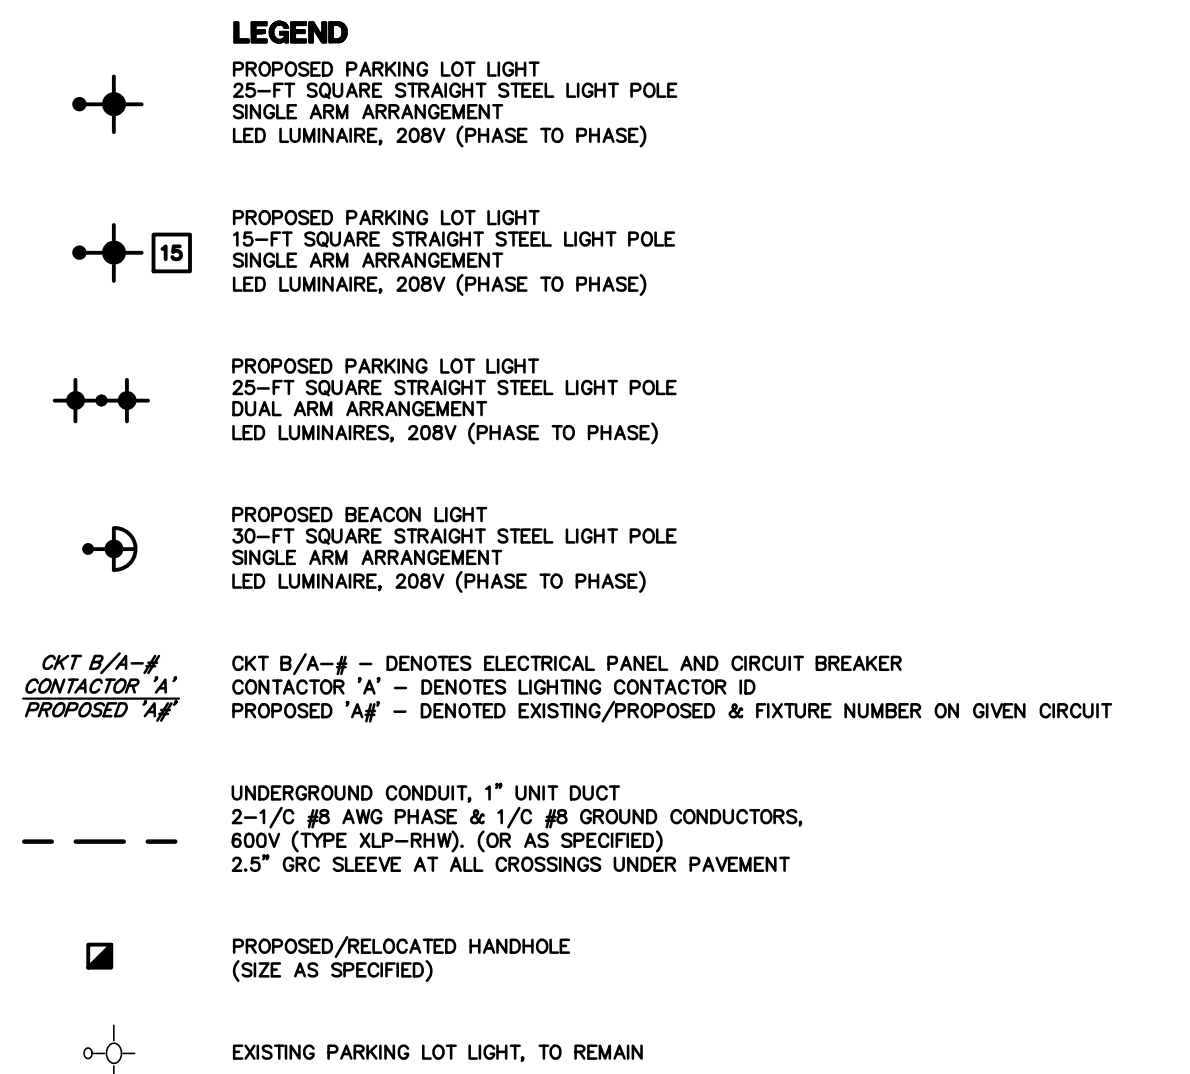 LEGEND
PROPOSED PARKING LOT LIGHT
25-FT SQUARE STRAIGHT STEEL LIGHT POLE
SINGLE ARM ARRANGEMENT
LED LUMINAIRE, 208V (PHASE TO PHASE)
15
PROPOSED PARKING LOT LIGHT
15-FT SQUARE STRAIGHT STEEL LIGHT POLE
SINGLE ARM ARRANGEMENT
LED LUMINAIRE, 208V (PHASE TO PHASE)
PROPOSED PARKING LOT LIGHT
25-FT SQUARE STRAIGHT STEEL LIGHT POLE
DUAL ARM ARRANGEMENT
LED LUMINAIRES, 208V (PHASE TO PHASE)
PROPOSED BEACON LIGHT
30-FT SQUARE STRAIGHT STEEL LIGHT POLE
SINGLE ARM ARRANGEMENT
LED LUMINAIRE, 208V (PHASE TO PHASE)
CKT B/A-#
CONTACTOR 'A'
PROPOSED 'A#'
CKT B/A-# - DENOTES ELECTRICAL PANEL AND CIRCUIT BREAKER
CONTACTOR 'A' - DENOTES LIGHTING CONTACTOR ID
PROPOSED 'A#' - DENOTED EXISTING/PROPOSED & FIXTURE NUMBER ON GIVEN CIRCUIT
UNDERGROUND CONDUIT, 1" UNIT DUCT
2-1/C #8 AWG PHASE & 1/C #8 GROUND CONDUCTORS,
600V (TYPE XLP-RHW). (OR AS SPECIFIED)
2.5" GRC SLEEVE AT ALL CROSSINGS UNDER PAVEMENT
PROPOSED/RELOCATED HANDHOLE
(SIZE AS SPECIFIED)
EXISTING PARKING LOT LIGHT, TO REMAIN